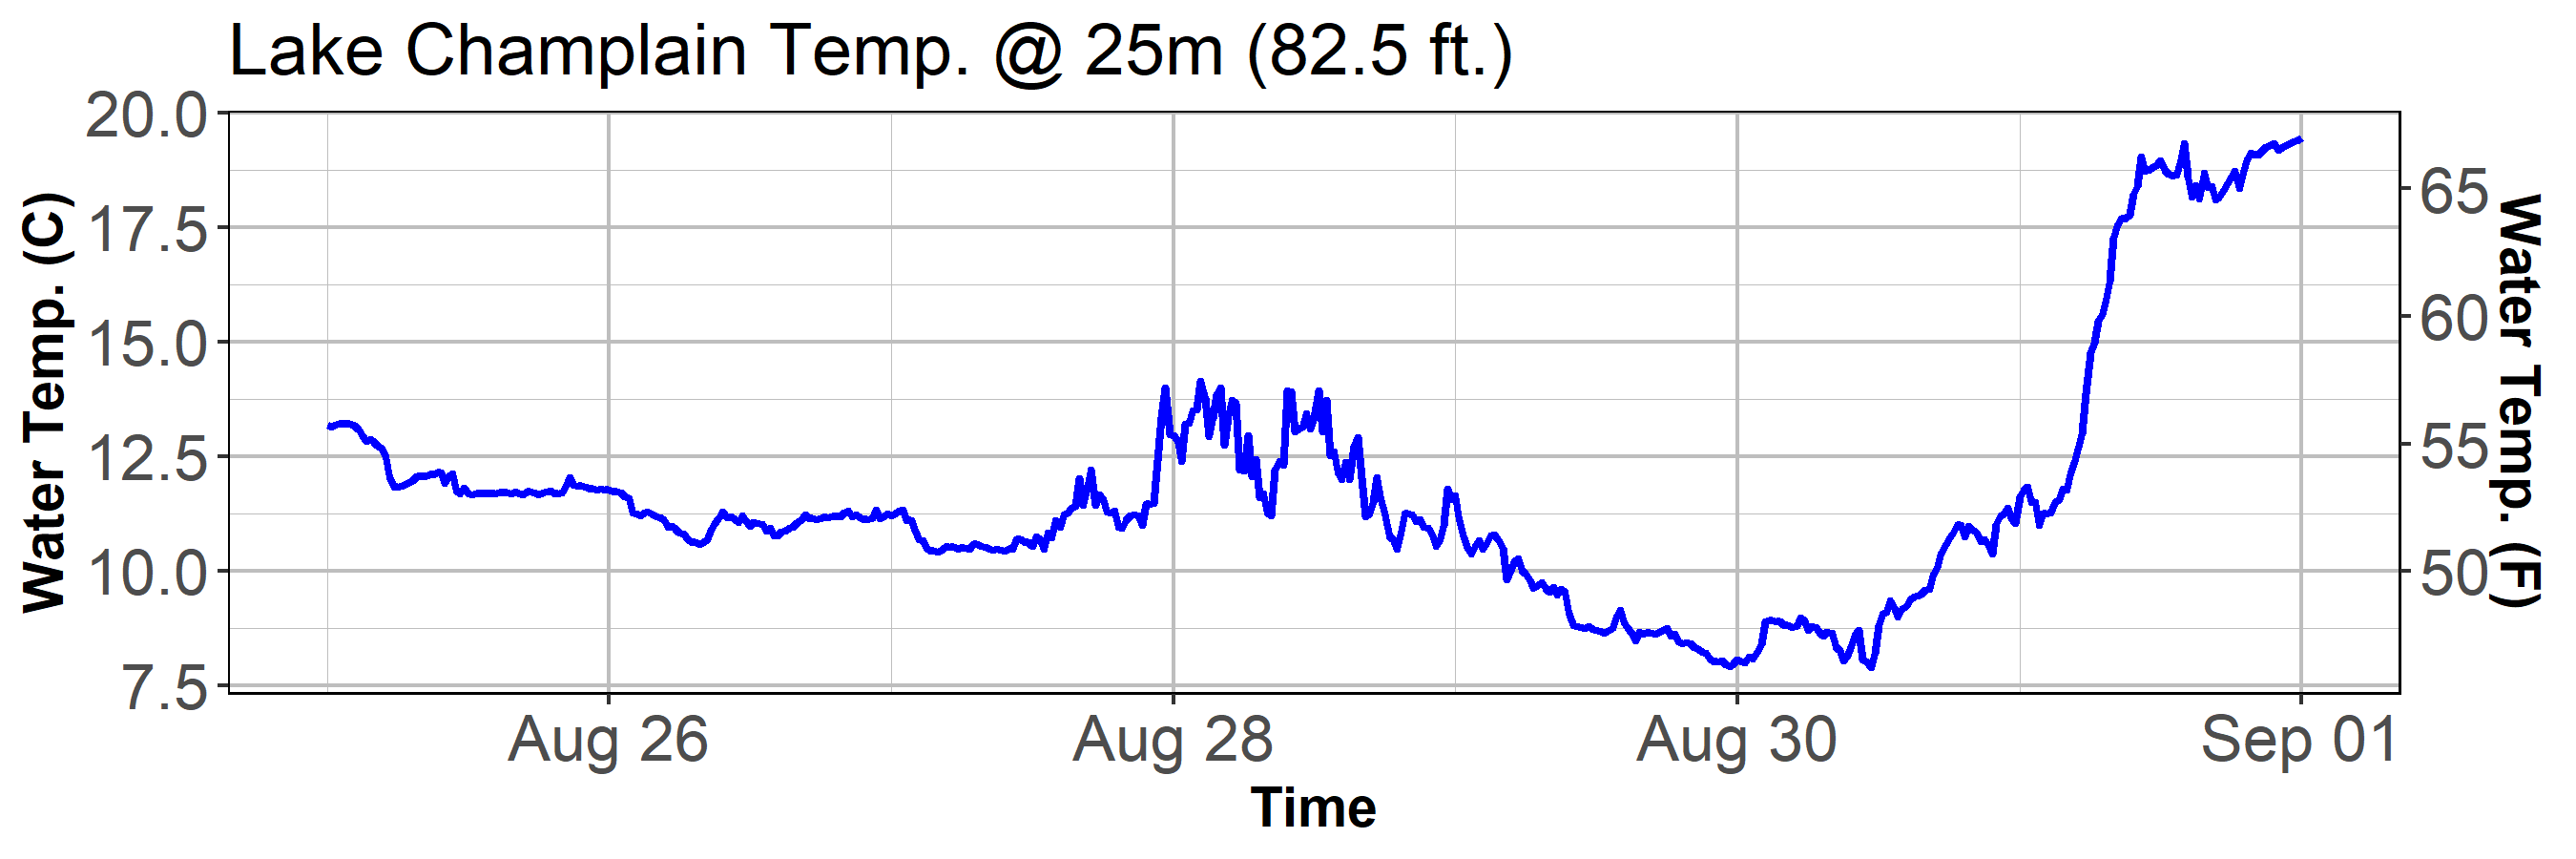 Lake Champlain Temp. @ 25m (82.5 ft.)
Water Temp. (C)
20.0
17.5
15.0
12.5
10.0
7.5
65
60
55
50
Water Temp. (F)
Aug 26
Aug 28
Aug 30
Sep 01
Time